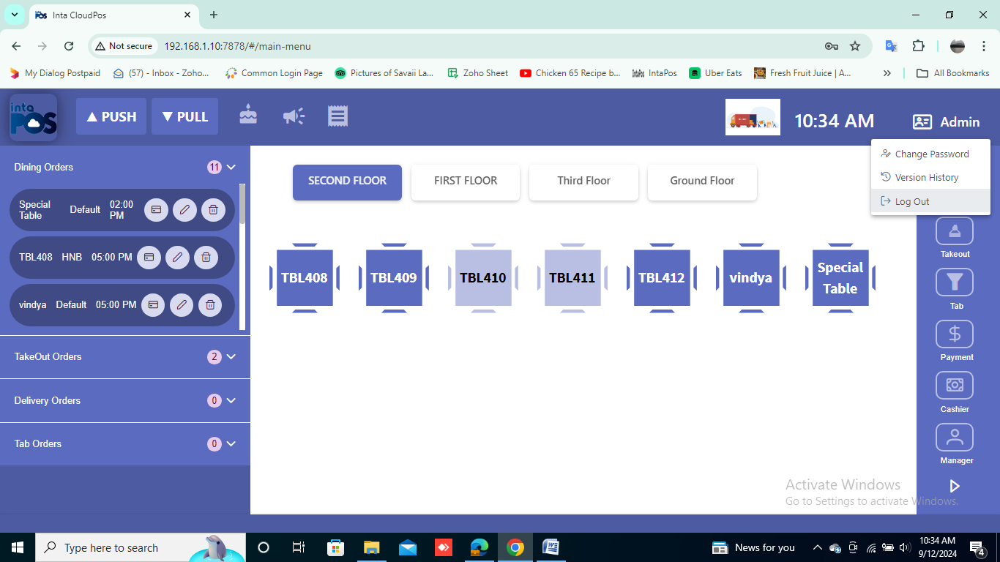 Inta CloudPos
Not secure
192.168.1.10:7878/#/main-menu
My Dialog Postpaid
(57) - Inbox - Zoho...
Common Login Page
Pictures of Savaii La...
Zoho Sheet
Chicken 65 Recipe b...
IntaPos
Uber Eats
Fresh Fruit Juice | A...
All Bookmarks
inta
POS
PUSH
PULL
10:34 AM
Admin
Change Password
Version History
Log Out
Dining Orders
11
Special Table
Default
02:00 PM
TBL408
HNB
05:00 PM
vindya
Default
05:00 PM
TakeOut Orders
2
Delivery Orders
0
Tab Orders
0
SECOND FLOOR
FIRST FLOOR
Third Floor
Ground Floor
TBL408
TBL409
TBL410
TBL411
TBL412
vindya
Special
Table
Takeout
Tab
Payment
Cashier
Manager
Activate Windows
Go to Settings to activate Windows.
Type here to search
News for you
10:34 AM
9/12/2024
4